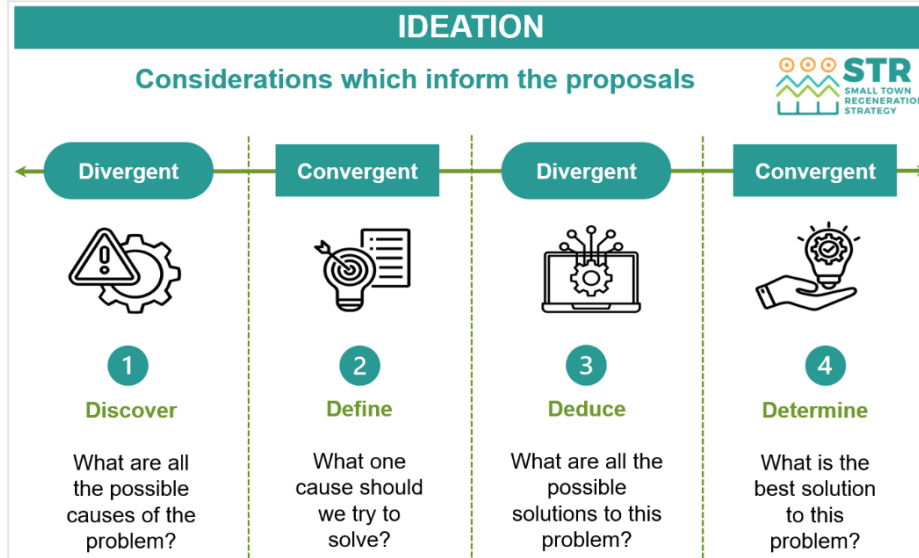 IDEATION
Considerations which inform the proposals
STR
SMALL TOWN
REGENERATION
STRATEGY
Divergent
Convergent
Divergent
Convergent
1
Discover
What are all
the possible
causes of the
problem?
2
Define
What one
cause should
we try to
solve?
3
Deduce
What are all the
possible
solutions to this
problem?
4
Determine
What is the
best solution
to this
problem?